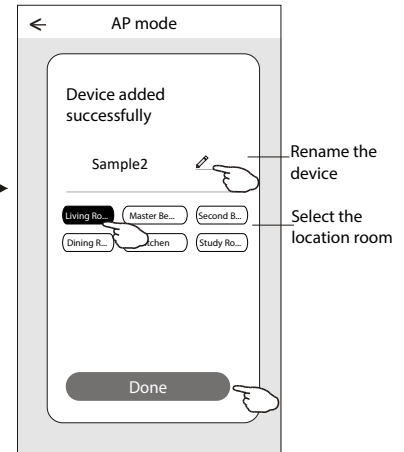 AP mode
Device added
successfully
Sample2
Rename the
device
Living Ro...
Master Be...
Second B...
Select the
location room
Dining R...
Study Ro...
Done